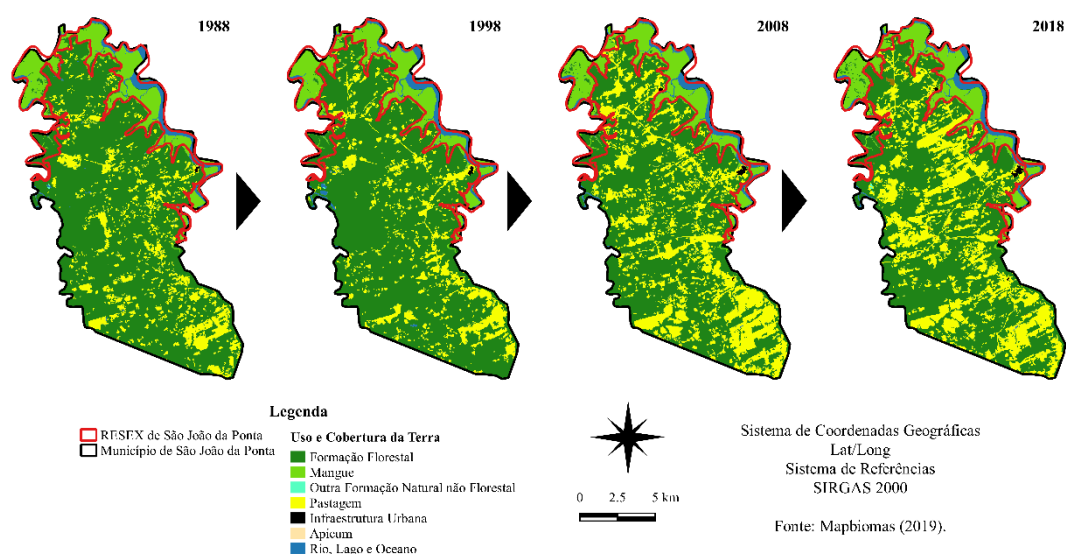 1988
1998
2008
2018
Legenda
RESEX de São João da Ponta
Município de São João da Ponta
Uso e Cobertura da Terra
Formação Florestal
Mangue
Outra Formação Natural não Florestal
Pastagem
Infraestrutura Urbana
Apicum
Rio, Lago e Oceano
0 2.5 5 km
Sistema de Coordenadas Geográficas
Lat/Long
Sistema de Referências
SIRGAS 2000
Fonte: Mapbiomas (2019).